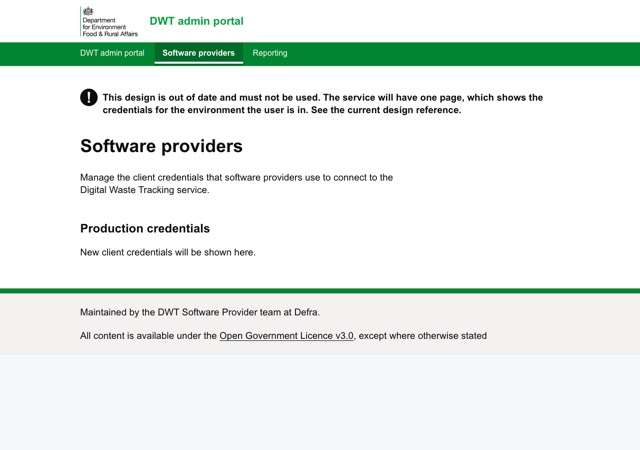 Department
for Environment
Food & Rural Affairs
DWT admin portal
DWT admin portal
Software providers
Reporting
! This design is out of date and must not be used. The service will have one page, which shows the
credentials for the environment the user is in. See the current design reference.
Software providers
Manage the client credentials that software providers use to connect to the
Digital Waste Tracking service.
Production credentials
New client credentials will be shown here.
Maintained by the DWT Software Provider team at Defra.
All content is available under the Open Government Licence v3.0, except where otherwise stated